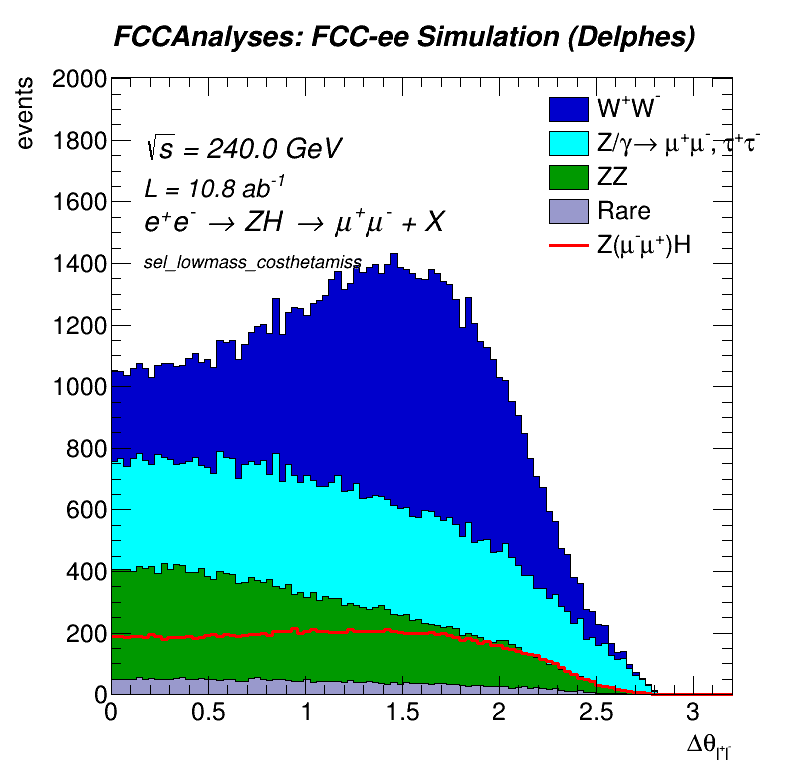 FCCAnalyses: FCC-ee Simulation (Delphes)
events
2000
1800
1600
1400
1200
1000
800
600
400
200
0
√s = 240.0 GeV
L = 10.8 ab⁻¹
e⁺e⁻ → ZH → μ⁺μ⁻ + X
sel_lowmass_costhetamiss
W⁺W⁻
Z/γ→ μ⁺μ⁻, τ⁺τ⁻
ZZ
Rare
Z(μ⁻μ⁺)H
0 0.5 1 1.5 2 2.5 3
Δθ_l⁺l⁻